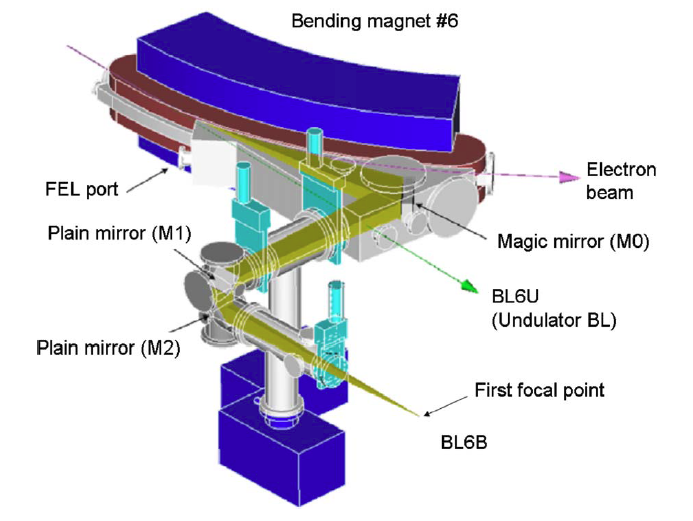 Bending magnet #6
Electron
beam
FEL port
Plain mirror (M1)
Magic mirror (M0)
BL6U
(Undulator BL)
Plain mirror (M2)
First focal point
BL6B